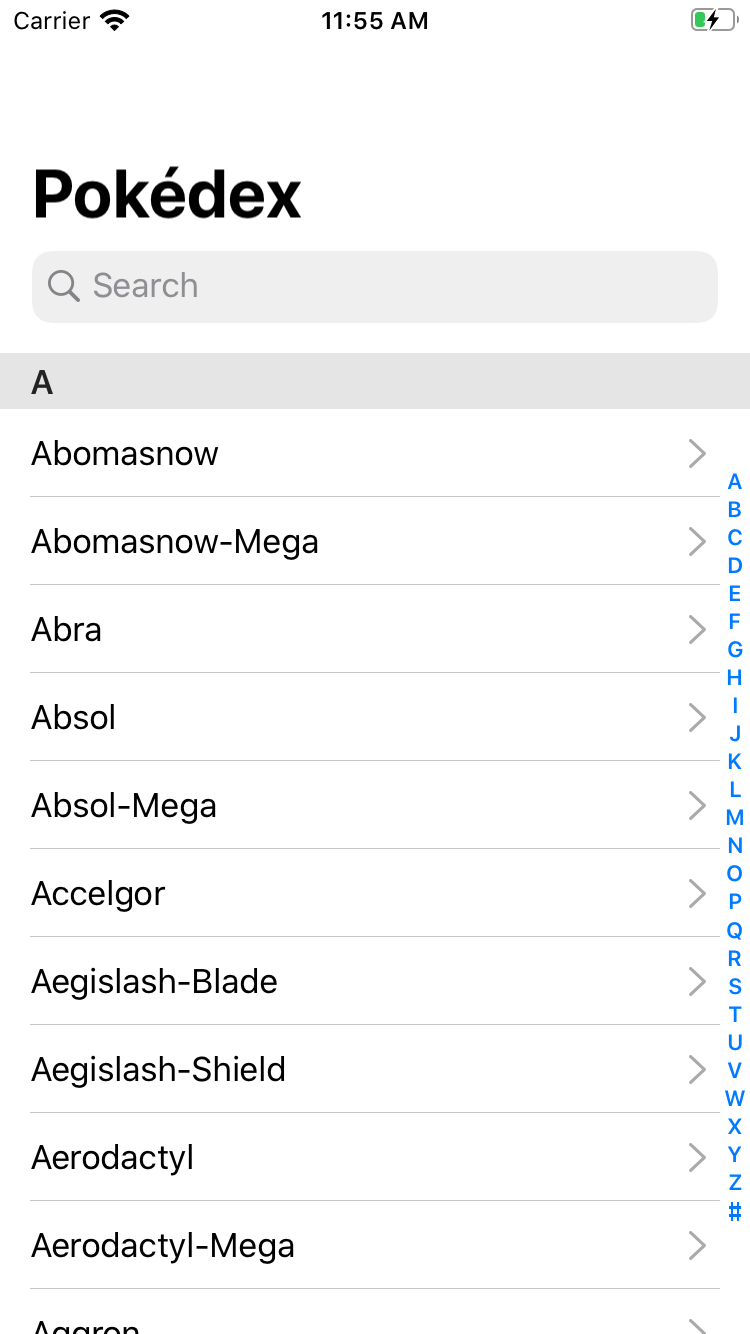 Carrier 11:55 AM
Pokédex
Search
A
Abomasnow
Abomasnow-Mega
Abra
Absol
Absol-Mega
Accelgor
Aegislash-Blade
Aegislash-Shield
Aerodactyl
Aerodactyl-Mega
Aggron
A
B
C
D
E
F
G
H
I
J
K
L
M
N
O
P
Q
R
S
T
U
V
W
X
Y
Z
#